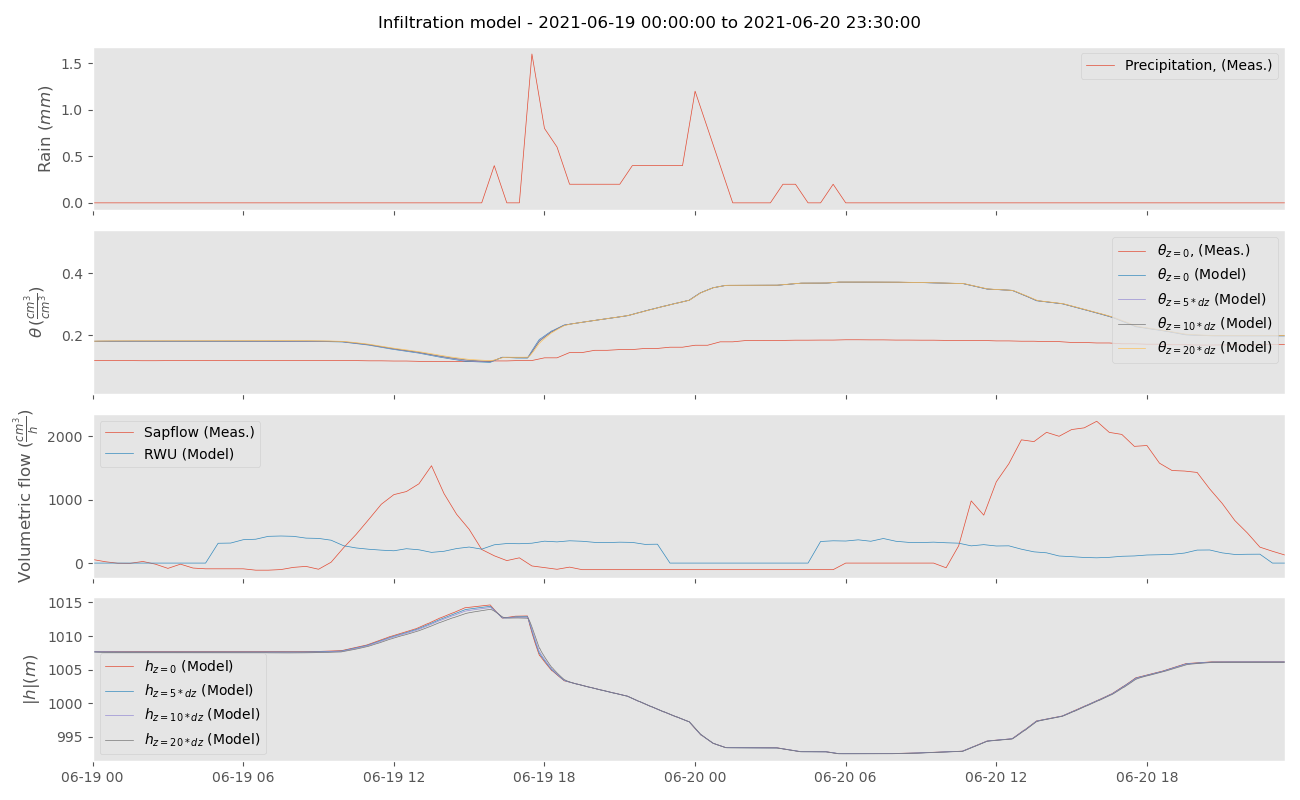 Infiltration model - 2021-06-19 00:00:00 to 2021-06-20 23:30:00
Rain (mm)
1.5
1.0
0.5
0.0
Precipitation, (Meas.)
θ (cm³/cm³)
0.4
0.2
θz=0, (Meas.)
θz=0 (Model)
θz=5*dz (Model)
θz=10*dz (Model)
θz=20*dz (Model)
Volumetric flow (cm³/h)
2000
1000
0
Sapflow (Meas.)
RWU (Model)
|h|(m)
1015
1010
1005
1000
995
hz=0 (Model)
hz=5*dz (Model)
hz=10*dz (Model)
hz=20*dz (Model)
06-19 00 06-19 06 06-19 12 06-19 18 06-20 00 06-20 06 06-20 12 06-20 18